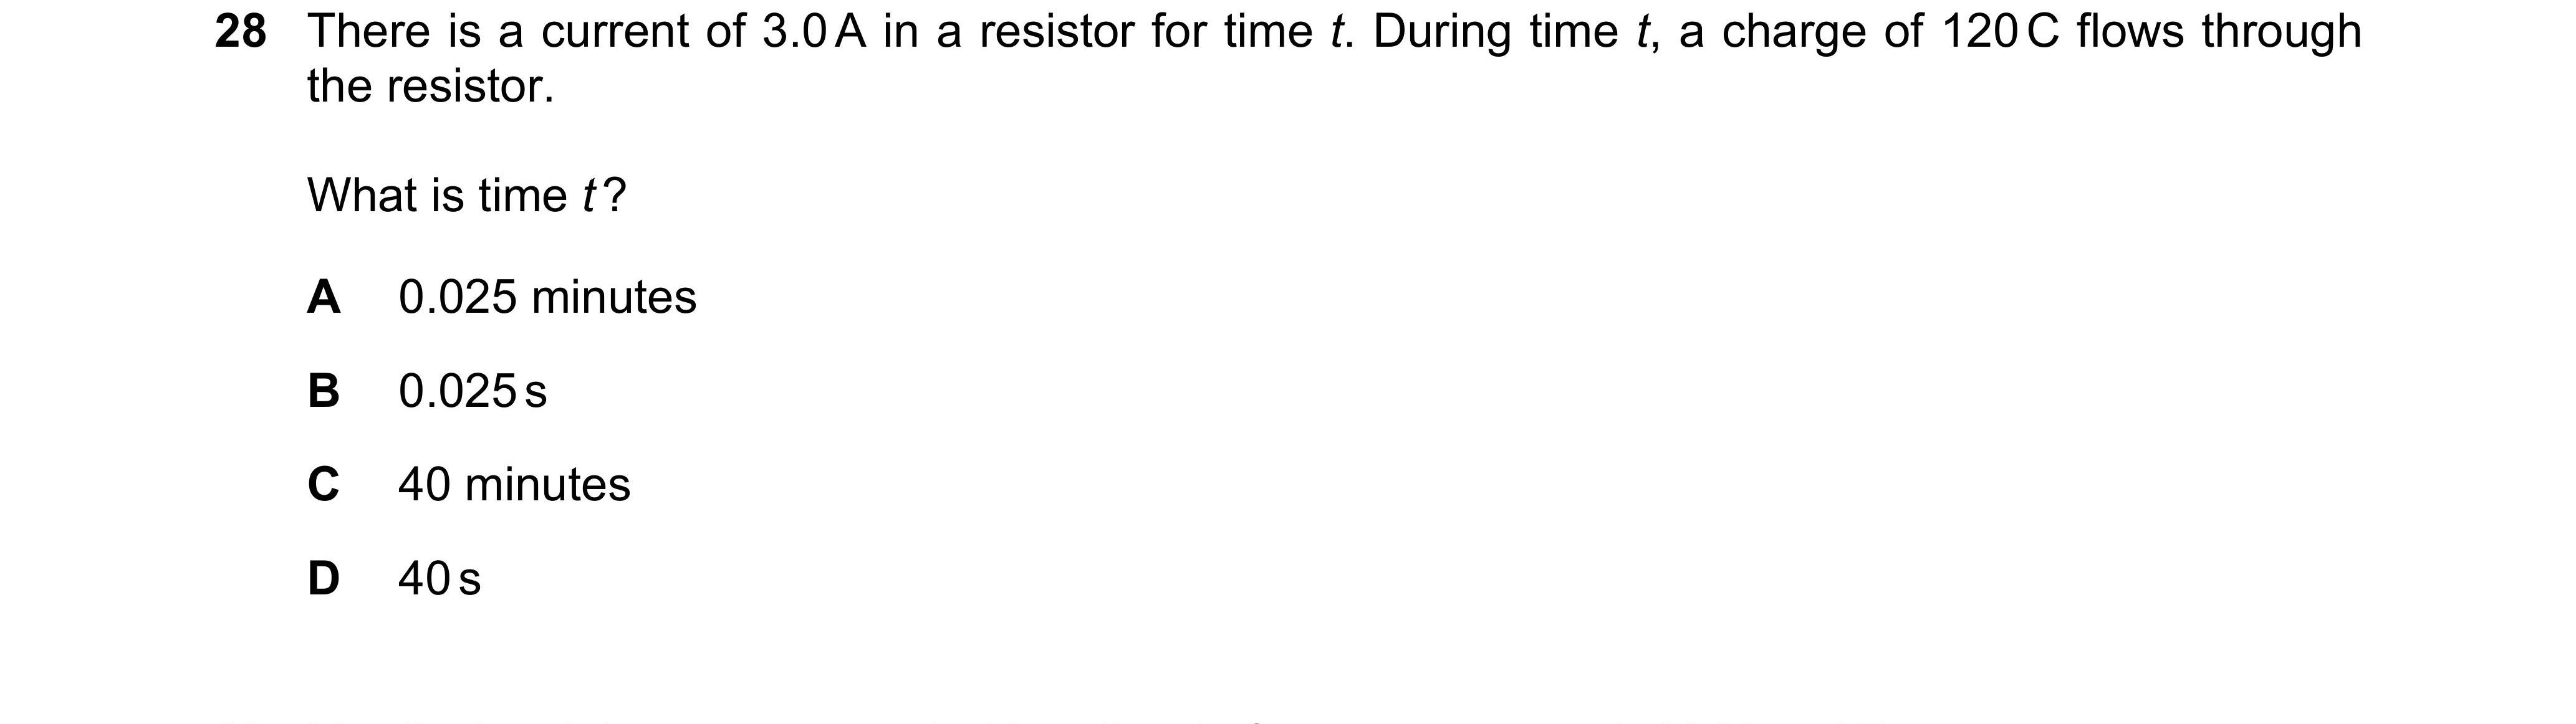 28 There is a current of 3.0 A in a resistor for time t. During time t, a charge of 120 C flows through
the resistor.
What is time t?
A 0.025 minutes
B 0.025 s
C 40 minutes
D 40 s